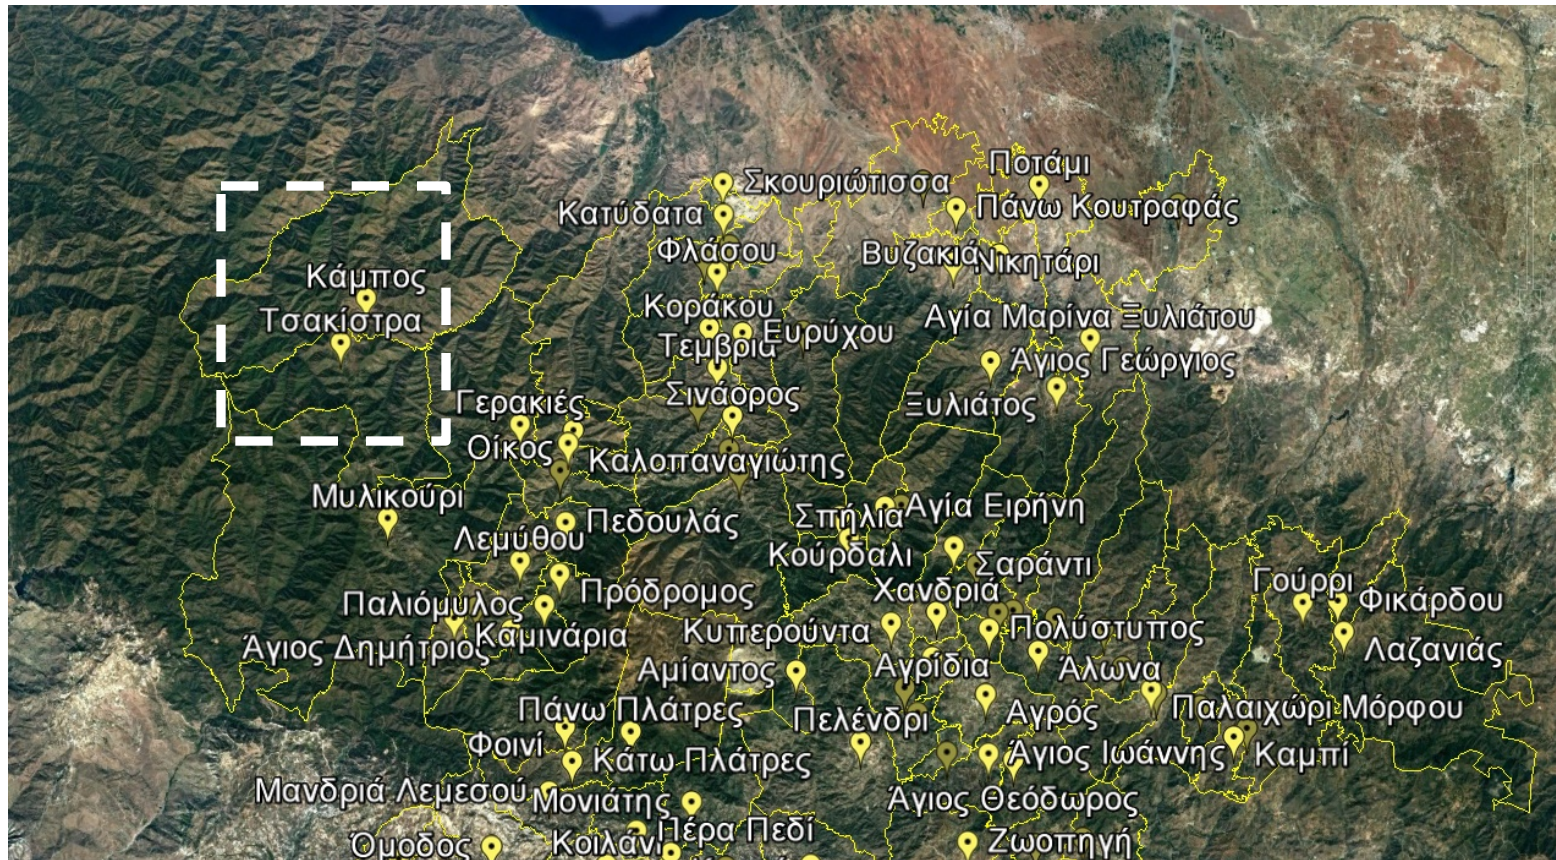 Ποτάμι
Σκουριώτισσα
Πάνω Κουτραφάς
Κατύδατα
Φλάσου
Βυζακιά
Νικητάρι
Κάμπος
Κοράκου
Τσακίστρα
Αγία Μαρίνα Ξυλιάτου
Ευρύχου
Τεμβριά
Άγιος Γεώργιος
Σινάορος
Γερακιές
Ξυλιάτος
Οίκος
Καλοπαναγιώτης
Μυλικούρι
Αγία Ειρήνη
Σπήλια
Πεδουλάς
Λεμύθου
Κούρδαλι
Σαράντι
Γούρρι
Χανδριά
Πρόδρομος
Φικάρδου
Παλιόμυλος
Καμινάρια
Κυπερούντα
Πολύστυπος
Άγιος Δημήτριος
Λαζανιάς
Αμίαντος
Αγρίδια
Άλωνα
Πάνω Πλάτρες
Πελένδρι
Αγρός
Παλαιχώρι Μόρφου
Φοινί
Κάτω Πλάτρες
Άγιος Ιωάννης
Καμπί
Μανδριά Λεμεσού
Μονιάτης
Άγιος Θεόδωρος
Πέρα Πεδί
Όμοδος
Κοιλάνι
Ζωοπηγή